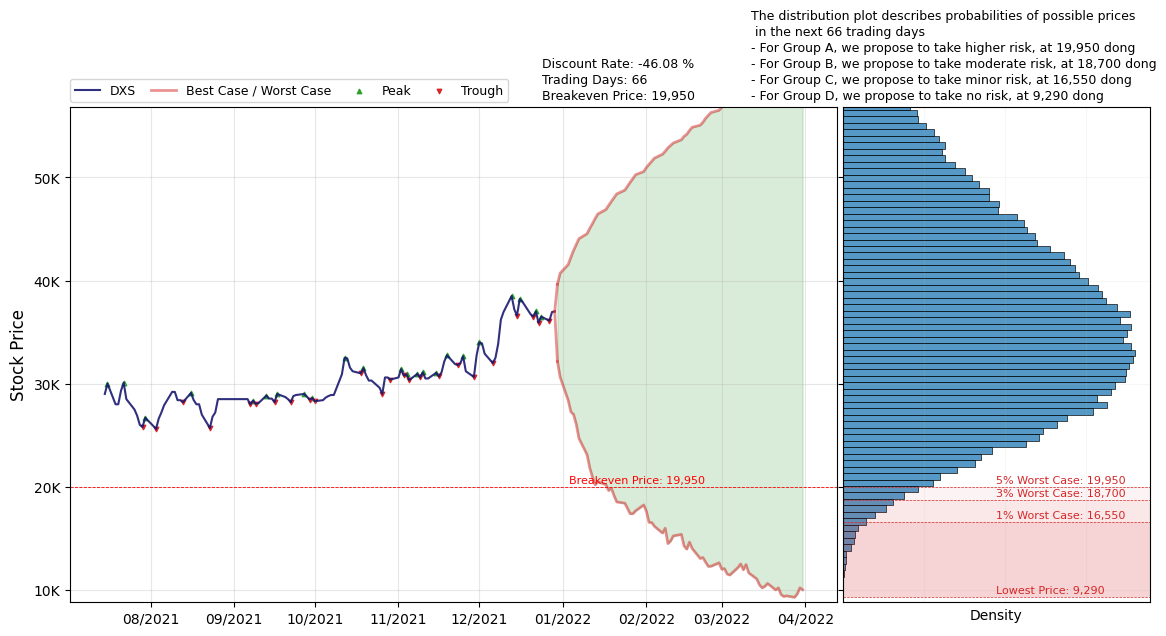 The distribution plot describes probabilities of possible prices
in the next 66 trading days
- For Group A, we propose to take higher risk, at 19,950 dong
- For Group B, we propose to take moderate risk, at 18,700 dong
- For Group C, we propose to take minor risk, at 16,550 dong
- For Group D, we propose to take no risk, at 9,290 dong
Discount Rate: -46.08 %
Trading Days: 66
Breakeven Price: 19,950
DXS
Best Case / Worst Case
Peak
Trough
Stock Price
50K
40K
30K
20K
10K
Breakeven Price: 19,950
5% Worst Case: 19,950
3% Worst Case: 18,700
1% Worst Case: 16,550
Lowest Price: 9,290
08/2021
09/2021
10/2021
11/2021
12/2021
01/2022
02/2022
03/2022
04/2022
Density